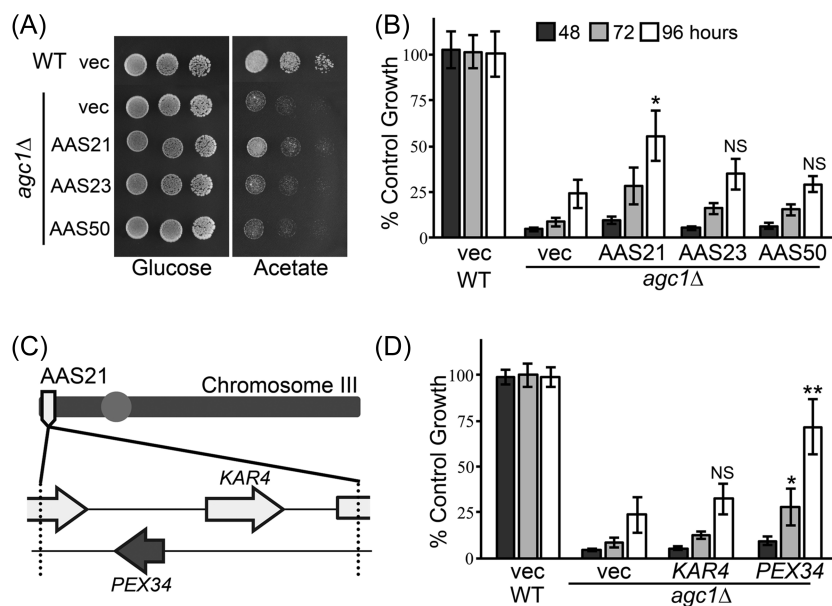 (A)
WT vec
vec
AAS21
AAS23
AAS50
agc1Δ
Glucose Acetate
(B)
48 72 96 hours
% Control Growth
100
75
50
25
0
* NS NS
vec vec AAS21 AAS23 AAS50
WT agc1Δ
(C)
AAS21
Chromosome III
KAR4
PEX34
(D)
% Control Growth
100
75
50
25
0
NS * **
vec vec KAR4 PEX34
WT agc1Δ